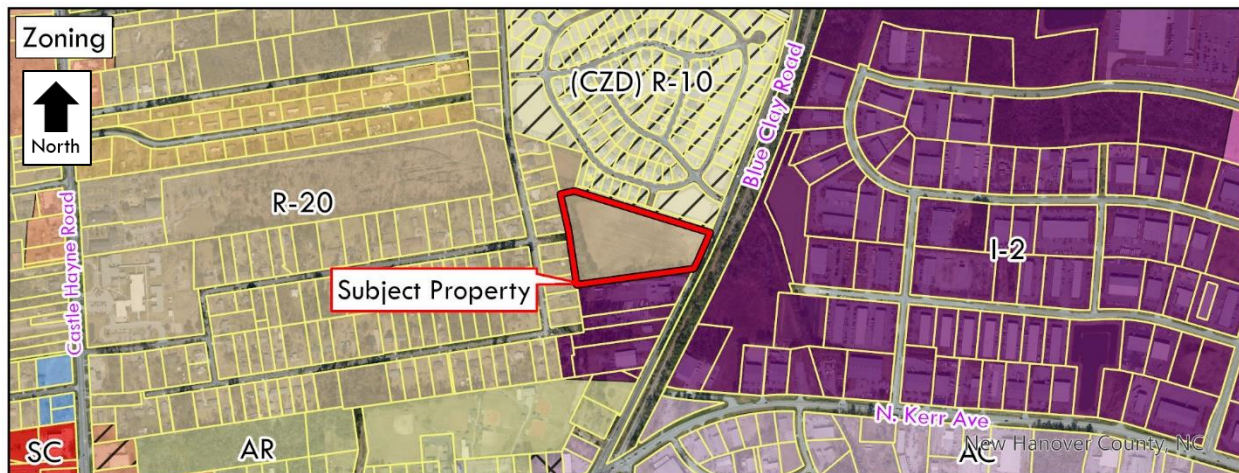 Zoning
North
(CZD) R-10
Blue Clay Road
R-20
Castle Hayne Road
I-2
Subject Property
N. Kerr Ave
SC
AR
AC
New Hanover County, NC